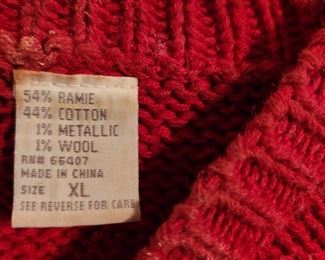 54% RAMIE
44% COTTON
1% METALLIC
1% WOOL
RN# 66407
MADE IN CHINA
SIZE XL
SEE REVERSE FOR CARE